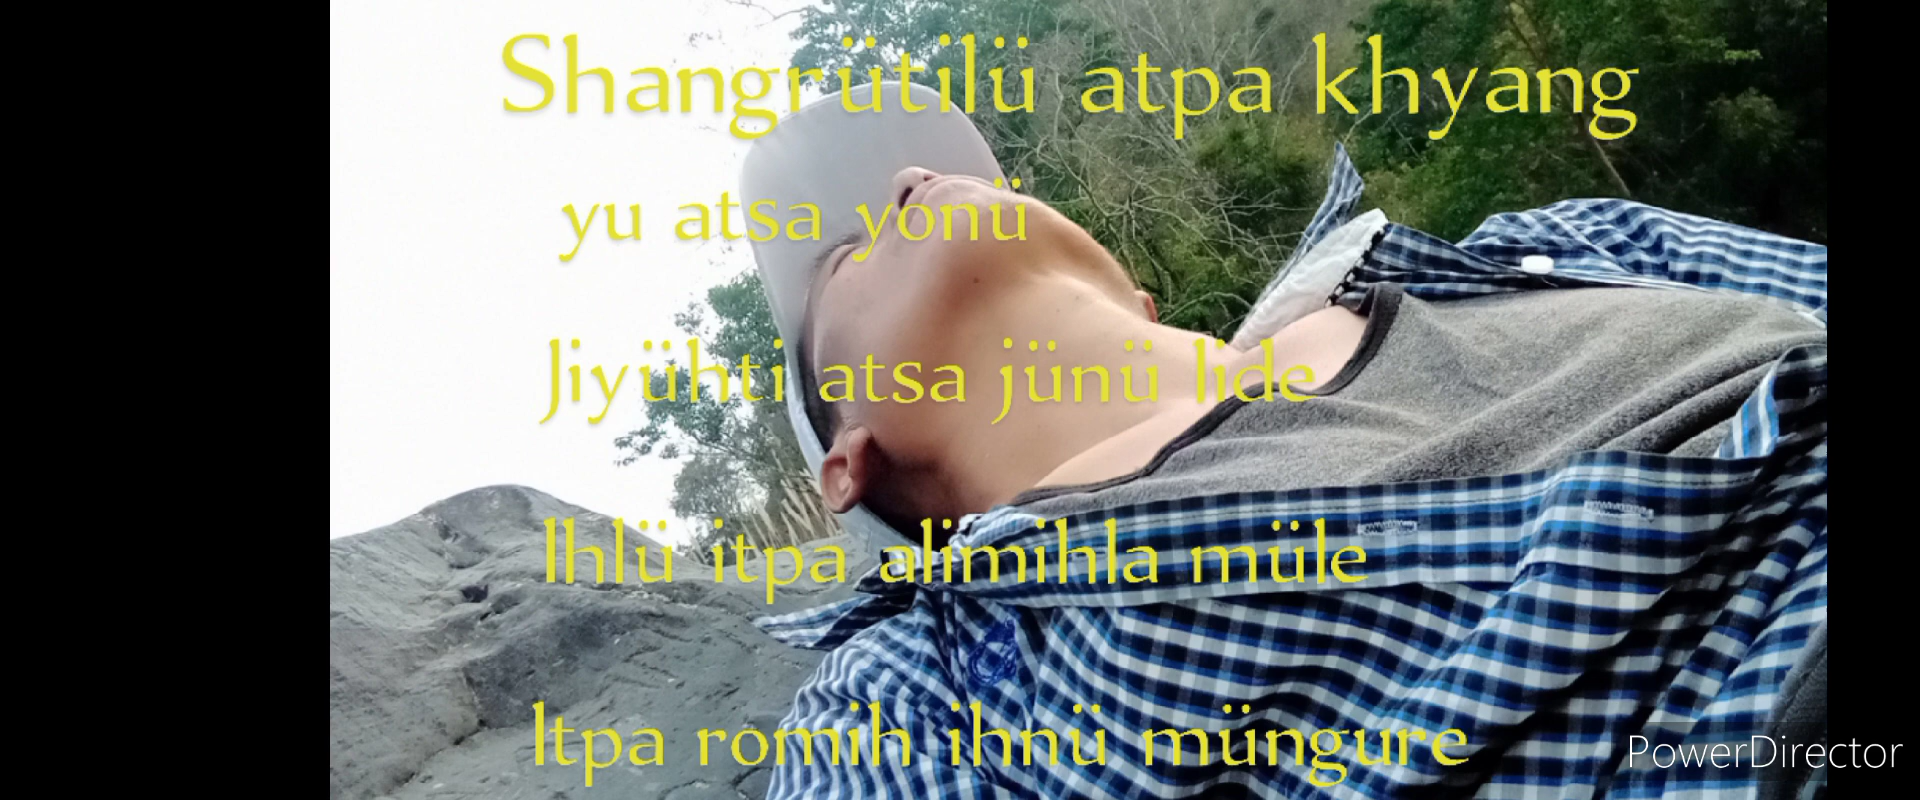 Shangrütilü atpa khyang
yu atsa yonü
Jiyühti atsa jünü lide
Ihlü itpa alimihla müle
Itpa romih ihnü müngure
PowerDirector